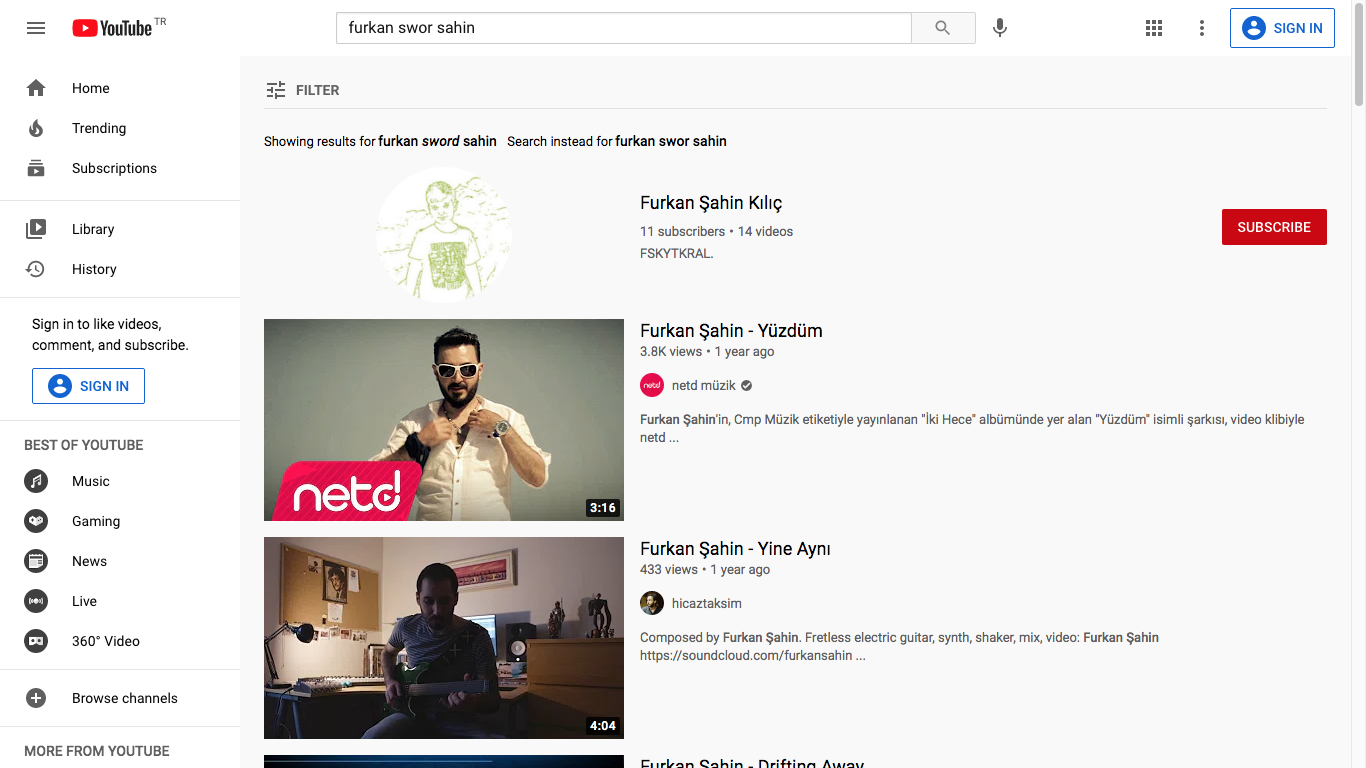 YouTube TR
furkan swor sahin
SIGN IN
Home
Trending
Subscriptions
Library
History
Sign in to like videos,
comment, and subscribe.
SIGN IN
BEST OF YOUTUBE
Music
Gaming
News
Live
360° Video
Browse channels
MORE FROM YOUTUBE
FILTER
Showing results for furkan sword sahin Search instead for furkan swor sahin
Furkan Şahin Kılıç
11 subscribers • 14 videos
FSKYTKRAL.
SUBSCRIBE
netd
3:16
Furkan Şahin - Yüzdüm
3.8K views • 1 year ago
netd netd müzik
Furkan Şahin'in, Cmp Müzik etiketiyle yayınlanan "İki Hece" albümünde yer alan "Yüzdüm" isimli şarkısı, video klibiyle
netd ...
4:04
Furkan Şahin - Yine Aynı
433 views • 1 year ago
hicaztaksim
Composed by Furkan Şahin. Fretless electric guitar, synth, shaker, mix, video: Furkan Şahin
https://soundcloud.com/furkansahin ...
Furkan Şahin - Drifting Away